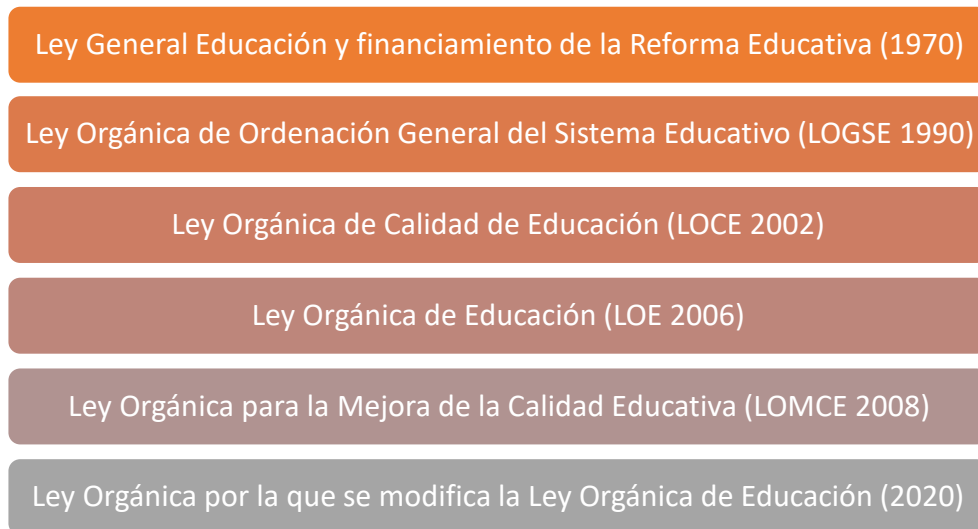 Ley General Educación y financiamiento de la Reforma Educativa (1970)
Ley Orgánica de Ordenación General del Sistema Educativo (LOGSE 1990)
Ley Orgánica de Calidad de Educación (LOCE 2002)
Ley Orgánica de Educación (LOE 2006)
Ley Orgánica para la Mejora de la Calidad Educativa (LOMCE 2008)
Ley Orgánica por la que se modifica la Ley Orgánica de Educación (2020)